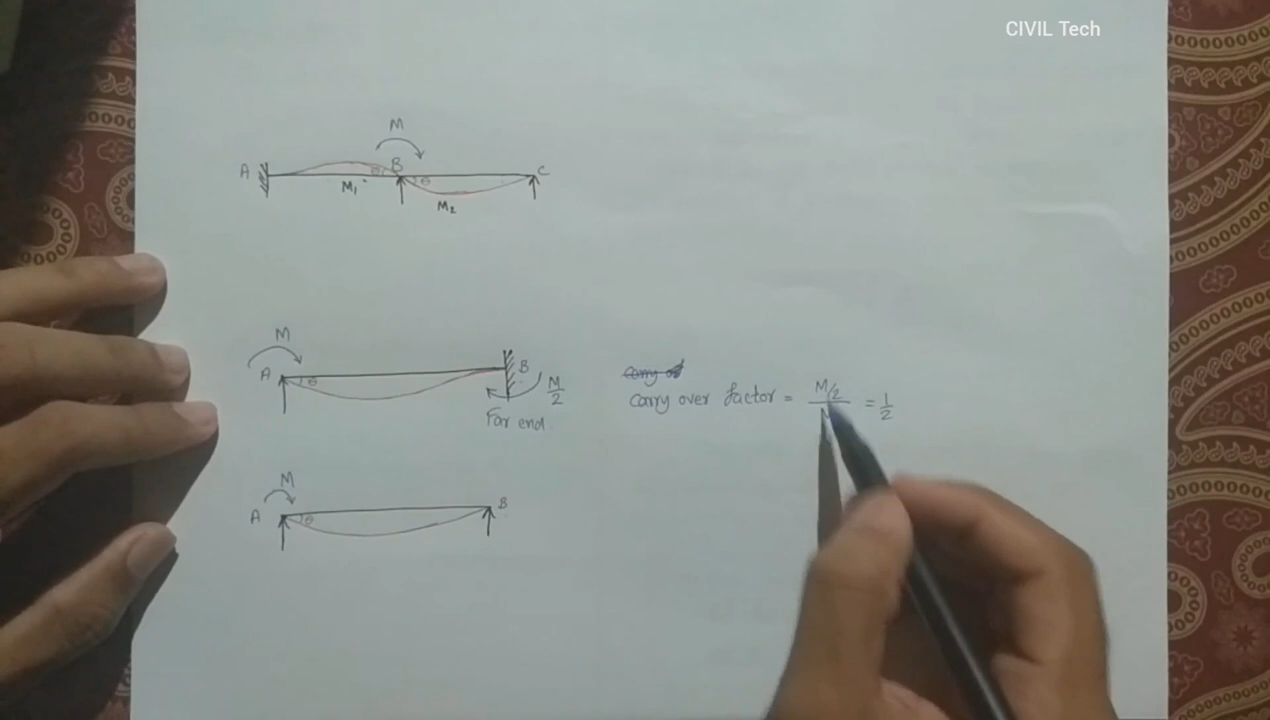 CIVIL Tech
M
A B C
θ θ
M₁ M₂
M
A θ B
M/2
Far end
Carry over factor = M/2 / = 1/2
M
A θ B